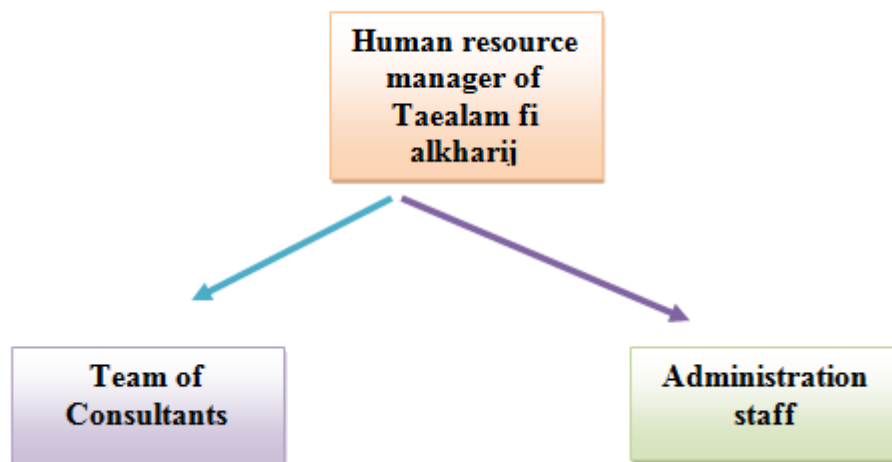 Human resource
manager of
Taealam fi
alkharij
Team of
Consultants
Administration
staff